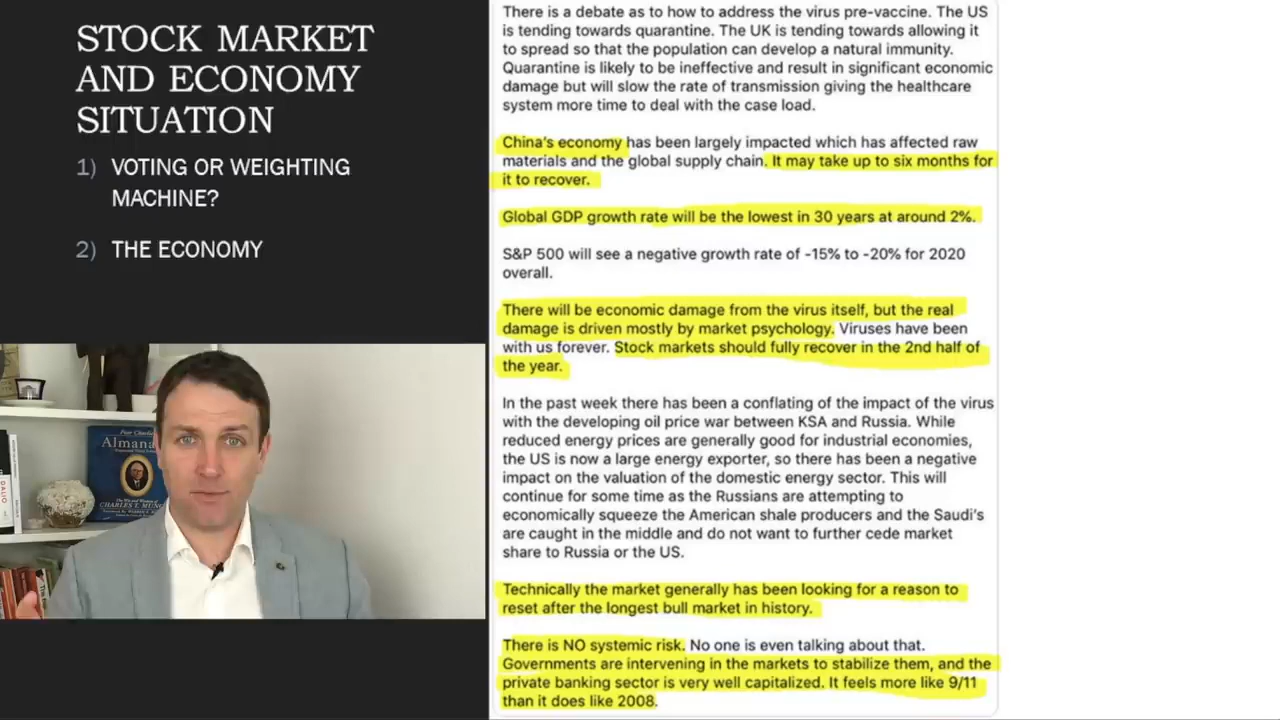 STOCK MARKET
AND ECONOMY
SITUATION
1) VOTING OR WEIGHTING
MACHINE?
2) THE ECONOMY
There is a debate as to how to address the virus pre-vaccine. The US
is tending towards quarantine. The UK is tending towards allowing it
to spread so that the population can develop a natural immunity.
Quarantine is likely to be ineffective and result in significant economic
damage but will slow the rate of transmission giving the healthcare
system more time to deal with the case load.
China's economy has been largely impacted which has affected raw
materials and the global supply chain. It may take up to six months for
it to recover.
Global GDP growth rate will be the lowest in 30 years at around 2%.
S&P 500 will see a negative growth rate of -15% to -20% for 2020
overall.
There will be economic damage from the virus itself, but the real
damage is driven mostly by market psychology. Viruses have been
with us forever. Stock markets should fully recover in the 2nd half of
the year.
In the past week there has been a conflating of the impact of the virus
with the developing oil price war between KSA and Russia. While
reduced energy prices are generally good for industrial economies,
the US is now a large energy exporter, so there has been a negative
impact on the valuation of the domestic energy sector. This will
continue for some time as the Russians are attempting to
economically squeeze the American shale producers and the Saudi's
are caught in the middle and do not want to further cede market
share to Russia or the US.
Technically the market generally has been looking for a reason to
reset after the longest bull market in history.
There is NO systemic risk. No one is even talking about that.
Governments are intervening in the markets to stabilize them, and the
private banking sector is very well capitalized. It feels more like 9/11
than it does like 2008.
Almana
CHARLES T. MUN
DALIO